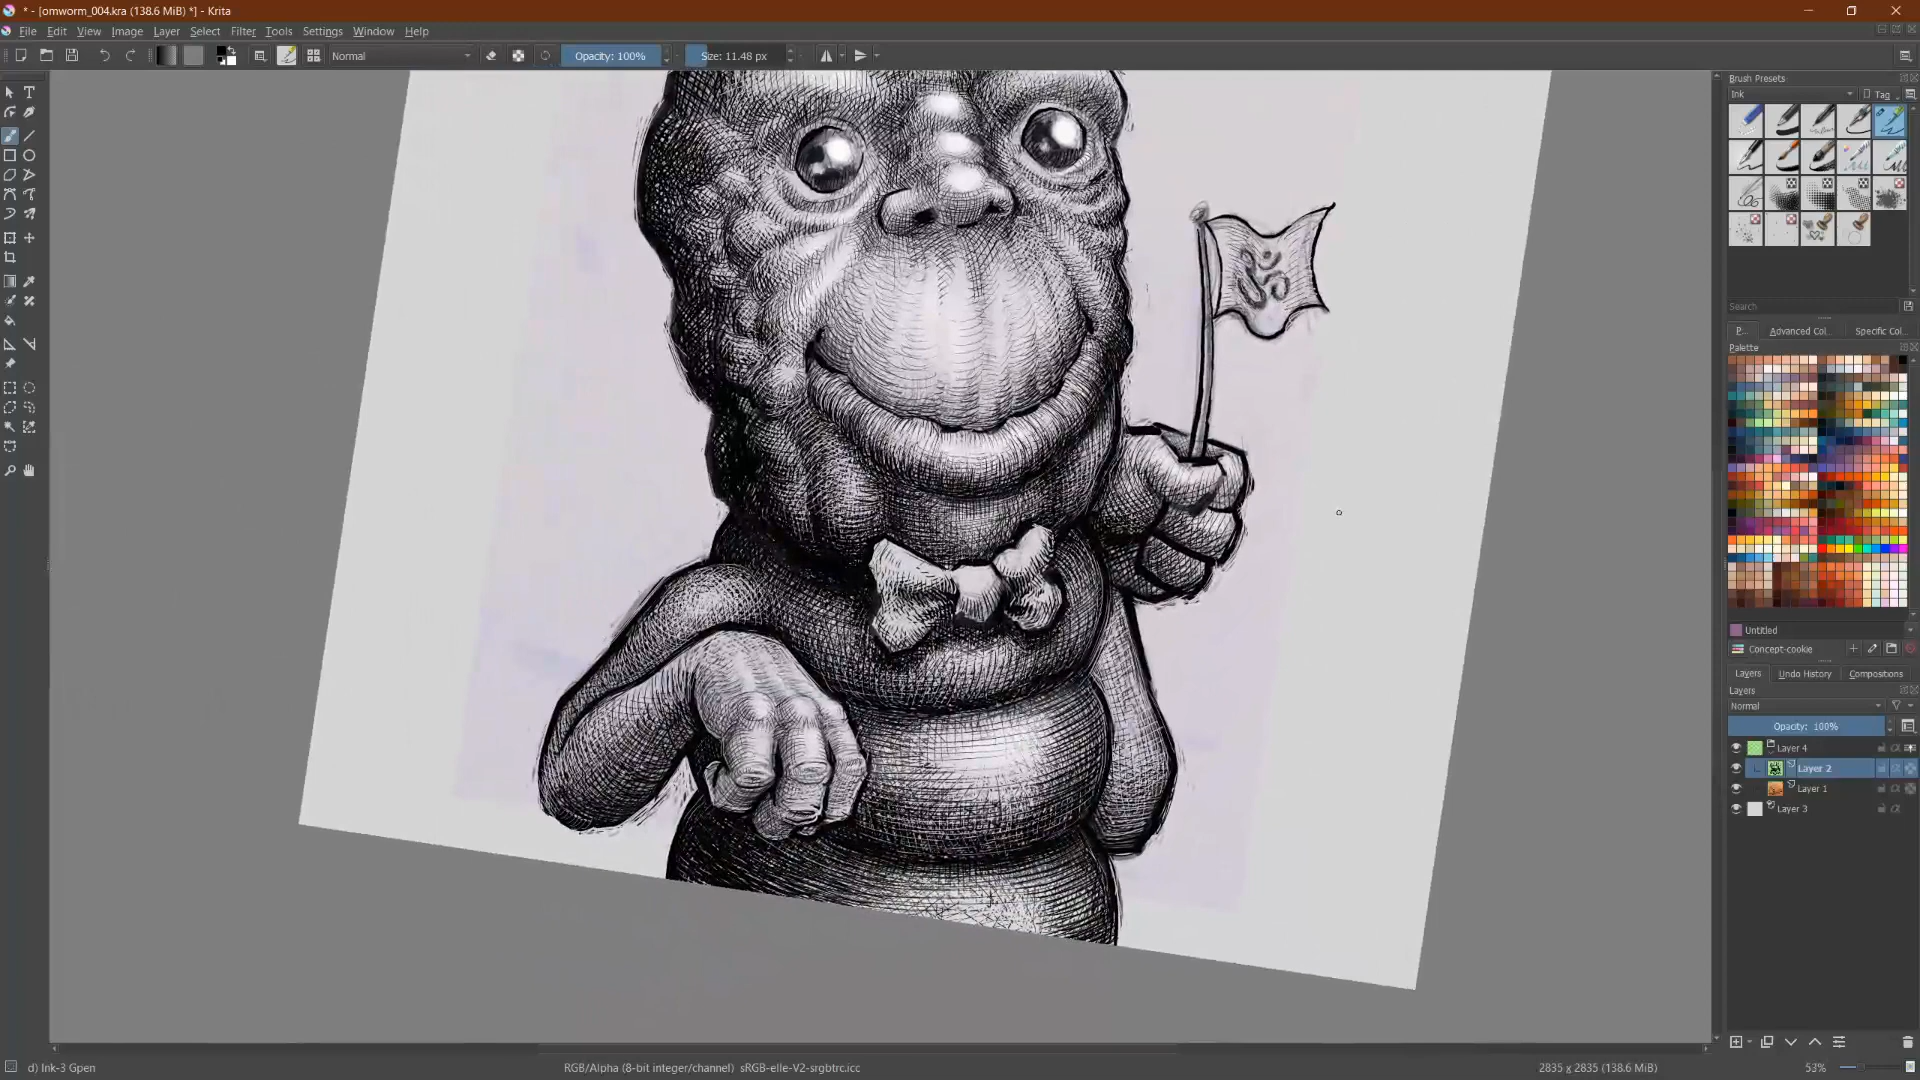 * - [omworm_004.kra (138.6 MiB) *] - Krita
File Edit View Image Layer Select Filter Tools Settings Window Help
Normal Opacity: 100% Size: 11.48 px
Brush Presets
Ink Tag
Search
P... Advanced Col... Specific Col...
Palette
ॐ
Untitled
Concept-cookie
Layers Undo History Compositions
Layers
Normal
Opacity: 100%
Layer 4
Layer 2
Layer 1
Layer 3
d) Ink-3 Gpen RGB/Alpha (8-bit integer/channel) sRGB-elle-V2-srgbtrc.icc 2835 x 2835 (138.6 MiB) 53%